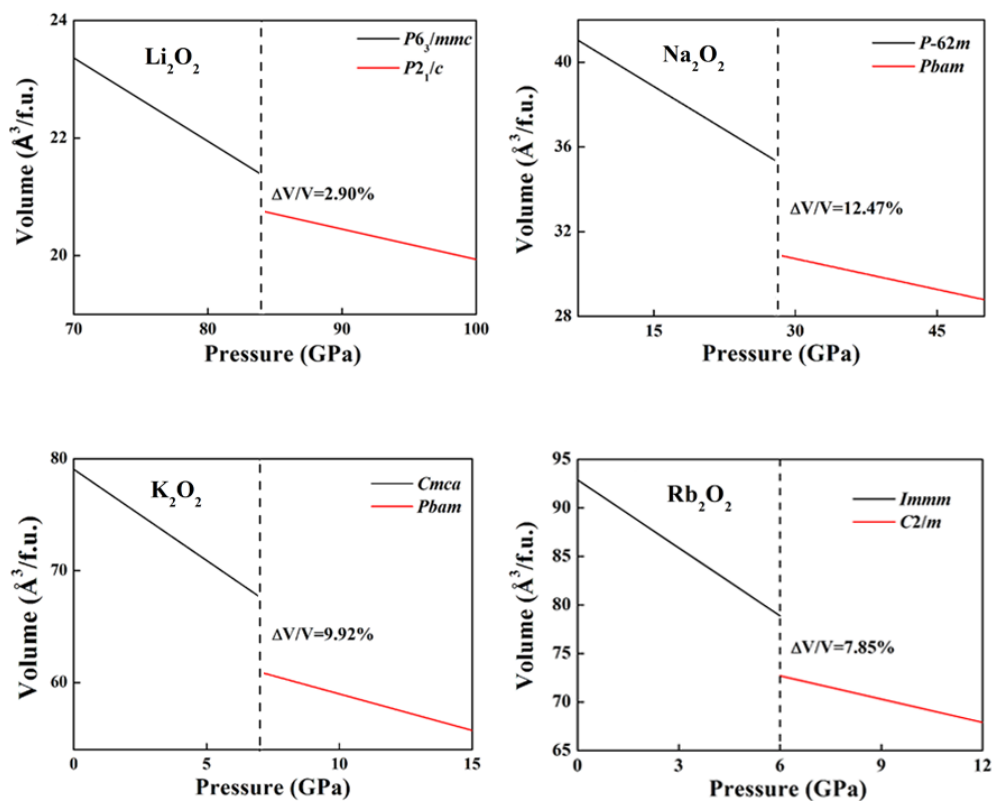 Li₂O₂
P6₃/mmc
P2₁/c
ΔV/V=2.90%
24
22
20
70
80
90
100
Volume (Å³/f.u.)
Pressure (GPa)
Na₂O₂
P-62m
Pbam
ΔV/V=12.47%
40
36
32
28
15
30
45
Volume (Å³/f.u.)
Pressure (GPa)
K₂O₂
Cmca
Pbam
ΔV/V=9.92%
80
70
60
0
5
10
15
Volume (Å³/f.u.)
Pressure (GPa)
Rb₂O₂
Immm
C2/m
ΔV/V=7.85%
95
90
85
80
75
70
65
0
3
6
9
12
Volume (Å³/f.u.)
Pressure (GPa)